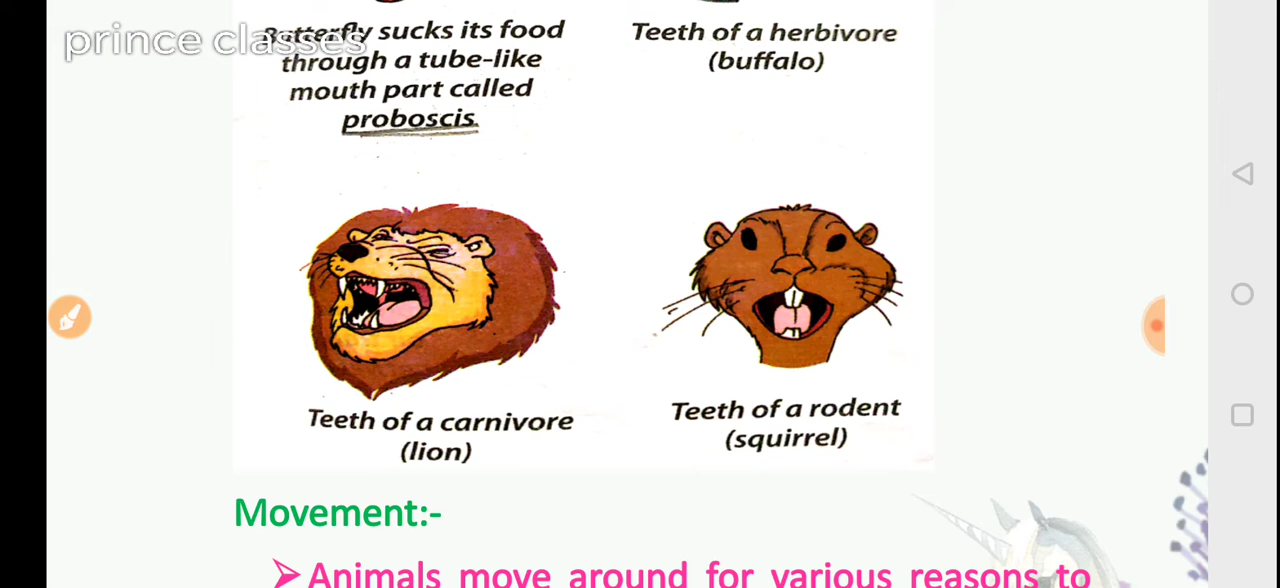 prince classes
Butterfly sucks its food
through a tube-like
mouth part called
proboscis.
Teeth of a herbivore
(buffalo)
Teeth of a carnivore
(lion)
Teeth of a rodent
(squirrel)
Movement:-
➢ Animals move around for various reasons to